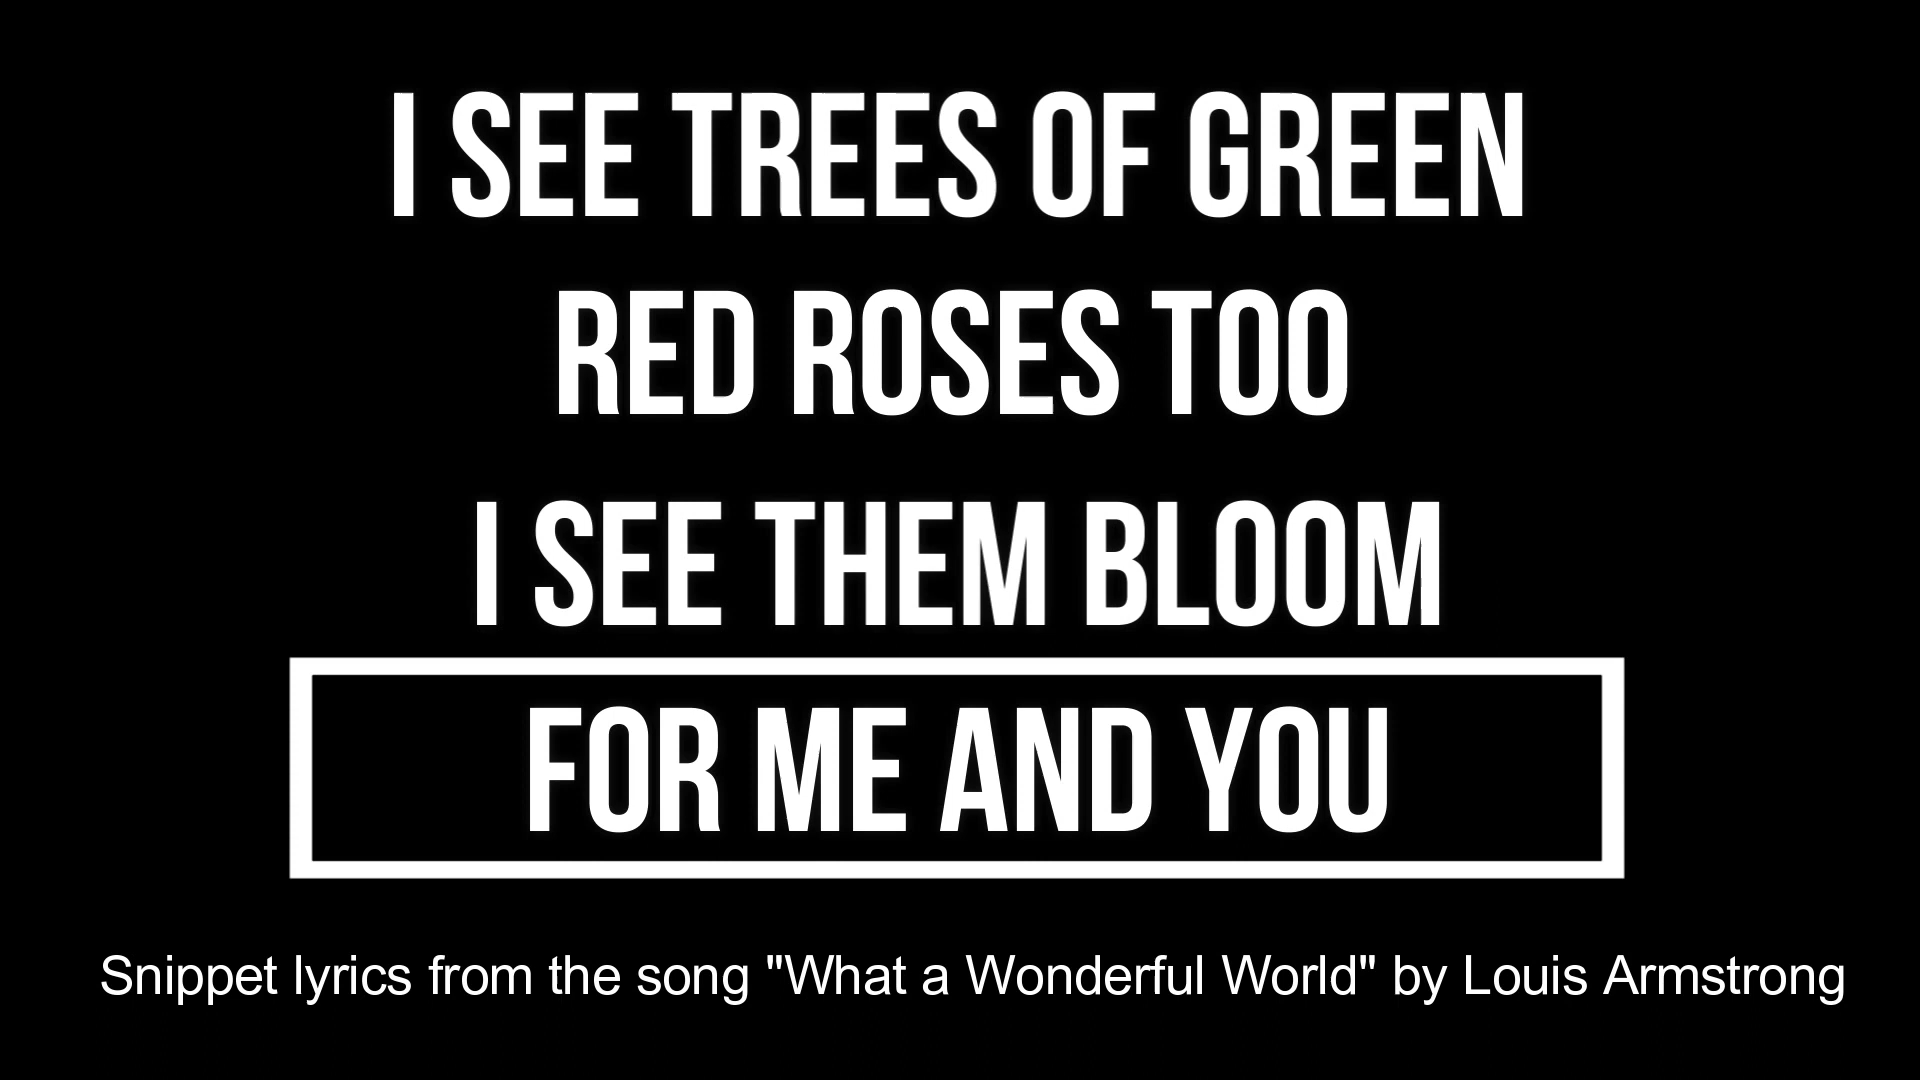 I SEE TREES OF GREEN
RED ROSES TOO
I SEE THEM BLOOM
FOR ME AND YOU
Snippet lyrics from the song "What a Wonderful World" by Louis Armstrong